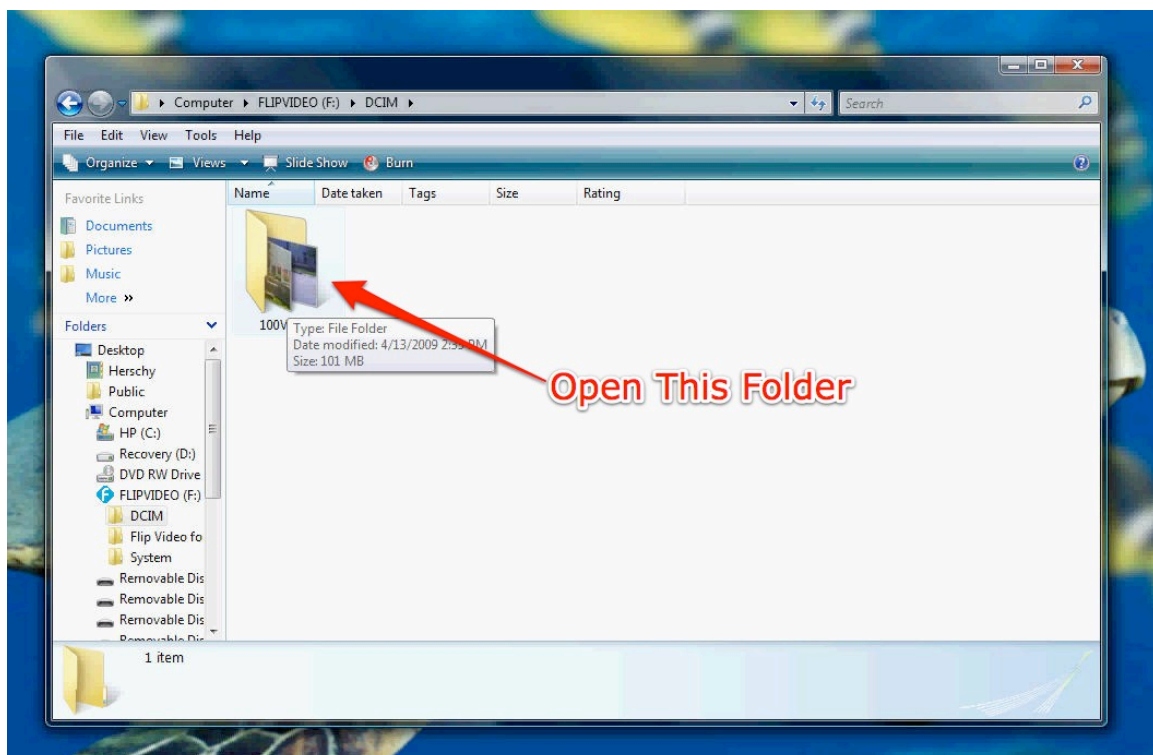 Computer ▸ FLIPVIDEO (F:) ▸ DCIM ▸
Search
File Edit View Tools Help
Organize Views Slide Show Burn
Favorite Links
Documents
Pictures
Music
More »
Folders
Desktop
Herschy
Public
Computer
HP (C:)
Recovery (D:)
DVD RW Drive
FLIPVIDEO (F:)
DCIM
Flip Video fo
System
Removable Dis
Removable Dis
Removable Dis
Removable Dis
Name Date taken Tags Size Rating
100V
Type: File Folder
Date modified: 4/13/2009 PM
Size: 101 MB
Open This Folder
1 item